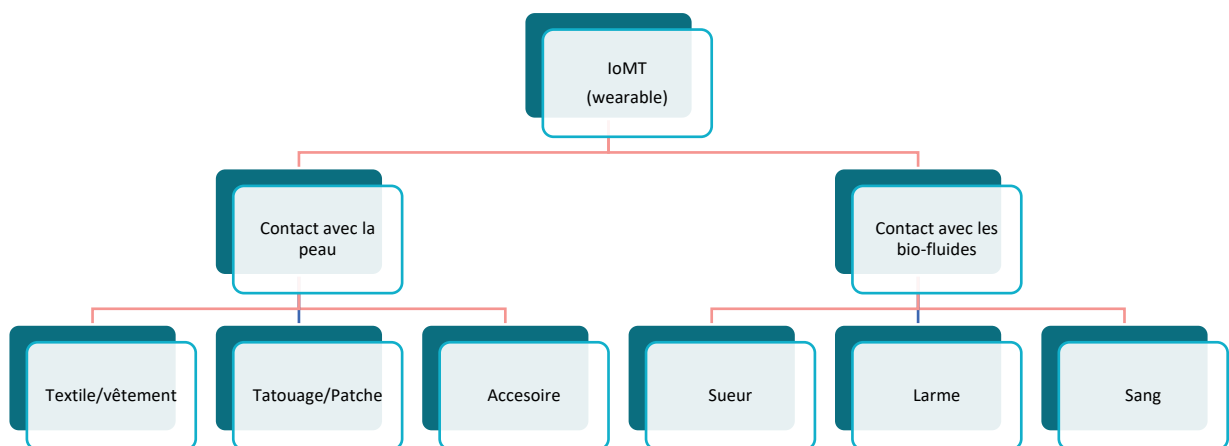 IoMT
(wearable)
Contact avec la
peau
Contact avec les
bio-fluides
Textile/vêtement
Tatouage/Patche
Accesoire
Sueur
Larme
Sang